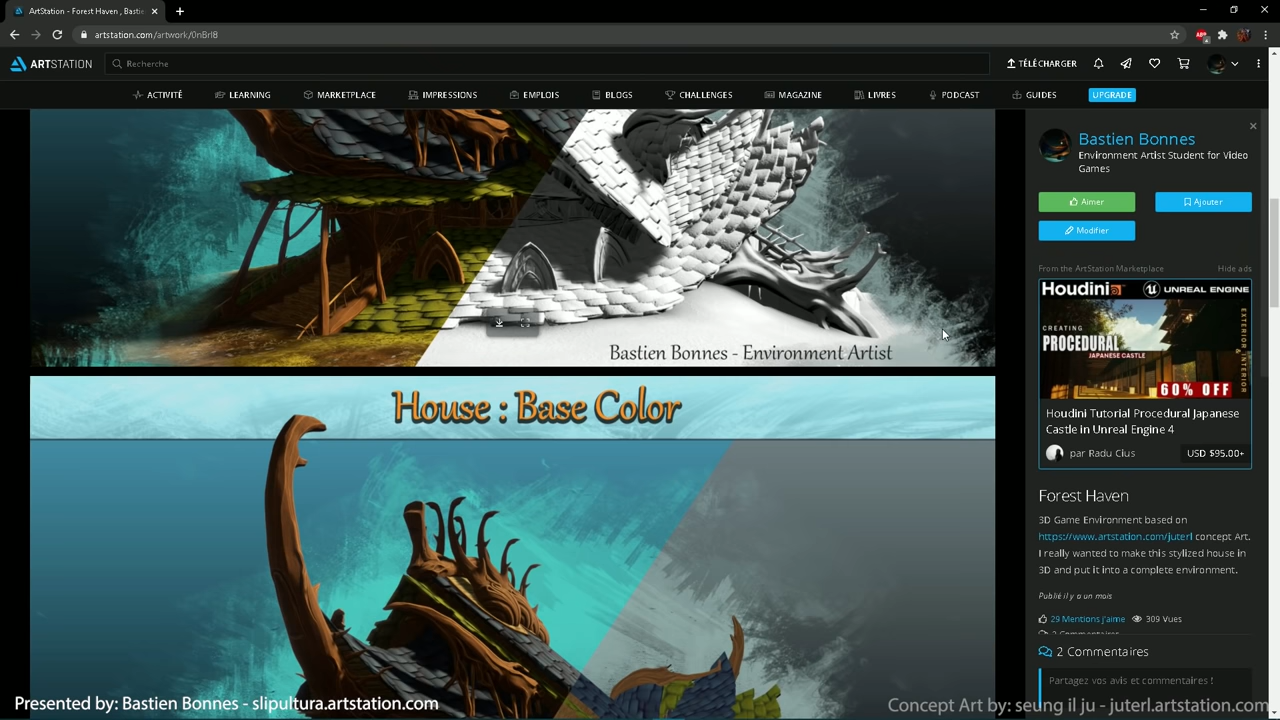 ArtStation - Forest Haven , Bastie
artstation.com/artwork/0nBrl8
ARTSTATION
Recherche
TÉLÉCHARGER
ACTIVITÉ
LEARNING
MARKETPLACE
IMPRESSIONS
EMPLOIS
BLOGS
CHALLENGES
MAGAZINE
LIVRES
PODCAST
GUIDES
UPGRADE
Bastien Bonnes - Environment Artist
House : Base Color
Bastien Bonnes
Environment Artist Student for Video
Games
Aimer
Ajouter
Modifier
From the ArtStation Marketplace
Hide ads
Houdini
UNREAL ENGINE
CREATING
PROCEDURAL
JAPANESE CASTLE
EXTERIOR & INTERIOR
60% OFF
Houdini Tutorial Procedural Japanese
Castle in Unreal Engine 4
par Radu Cius
USD $95.00+
Forest Haven
3D Game Environment based on
https://www.artstation.com/juterl concept Art.
I really wanted to make this stylized house in
3D and put it into a complete environment.
Publié il y a un mois
29 Mentions j'aime
309 Vues
2 Commentaires
2 Commentaires
Partagez vos avis et commentaires !
Presented by: Bastien Bonnes - slipultura.artstation.com
Concept Art by: seung il ju - juterl.artstation.com